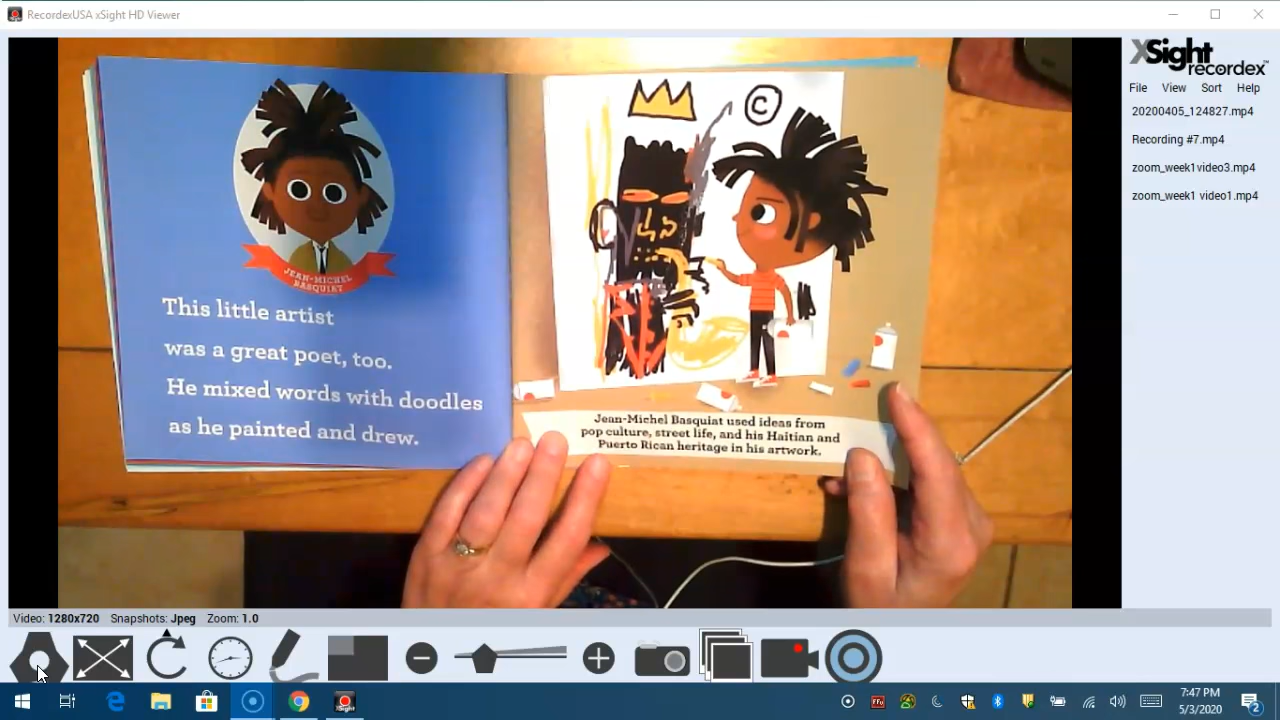 RecordexUSA xSight HD Viewer
XSight
recordex™
File View Sort Help
20200405_124827.mp4
Recording #7.mp4
zoom_week1video3.mp4
zoom_week1 video1.mp4
JEAN-MICHEL
BASQUIAT
This little artist
was a great poet, too.
He mixed words with doodles
as he painted and drew.
©
Jean-Michel Basquiat used ideas from
pop culture, street life, and his Haitian and
Puerto Rican heritage in his artwork.
Video: 1280x720 Snapshots: Jpeg Zoom: 1.0
xSight
7:47 PM
5/3/2020
2